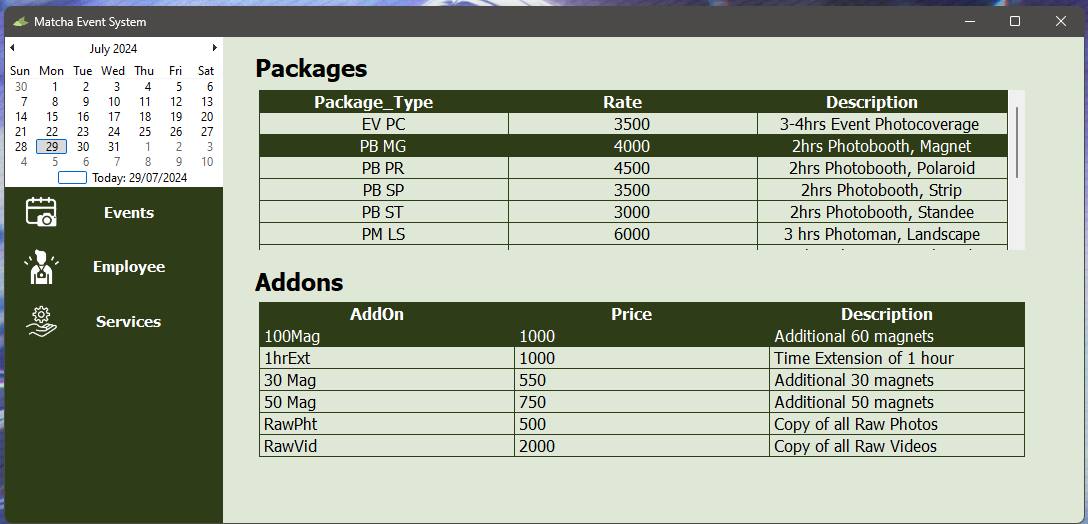 Matcha Event System
July 2024
Sun Mon Tue Wed Thu Fri Sat
30 1 2 3 4 5 6
7 8 9 10 11 12 13
14 15 16 17 18 19 20
21 22 23 24 25 26 27
28 29 30 31 1 2 3
4 5 6 7 8 9 10
Today: 29/07/2024
Events
Employee
Services
Packages
Package_Type Rate Description
EV PC 3500 3-4hrs Event Photocoverage
PB MG 4000 2hrs Photobooth, Magnet
PB PR 4500 2hrs Photobooth, Polaroid
PB SP 3500 2hrs Photobooth, Strip
PB ST 3000 2hrs Photobooth, Standee
PM LS 6000 3 hrs Photoman, Landscape
Addons
AddOn Price Description
100Mag 1000 Additional 60 magnets
1hrExt 1000 Time Extension of 1 hour
30 Mag 550 Additional 30 magnets
50 Mag 750 Additional 50 magnets
RawPht 500 Copy of all Raw Photos
RawVid 2000 Copy of all Raw Videos